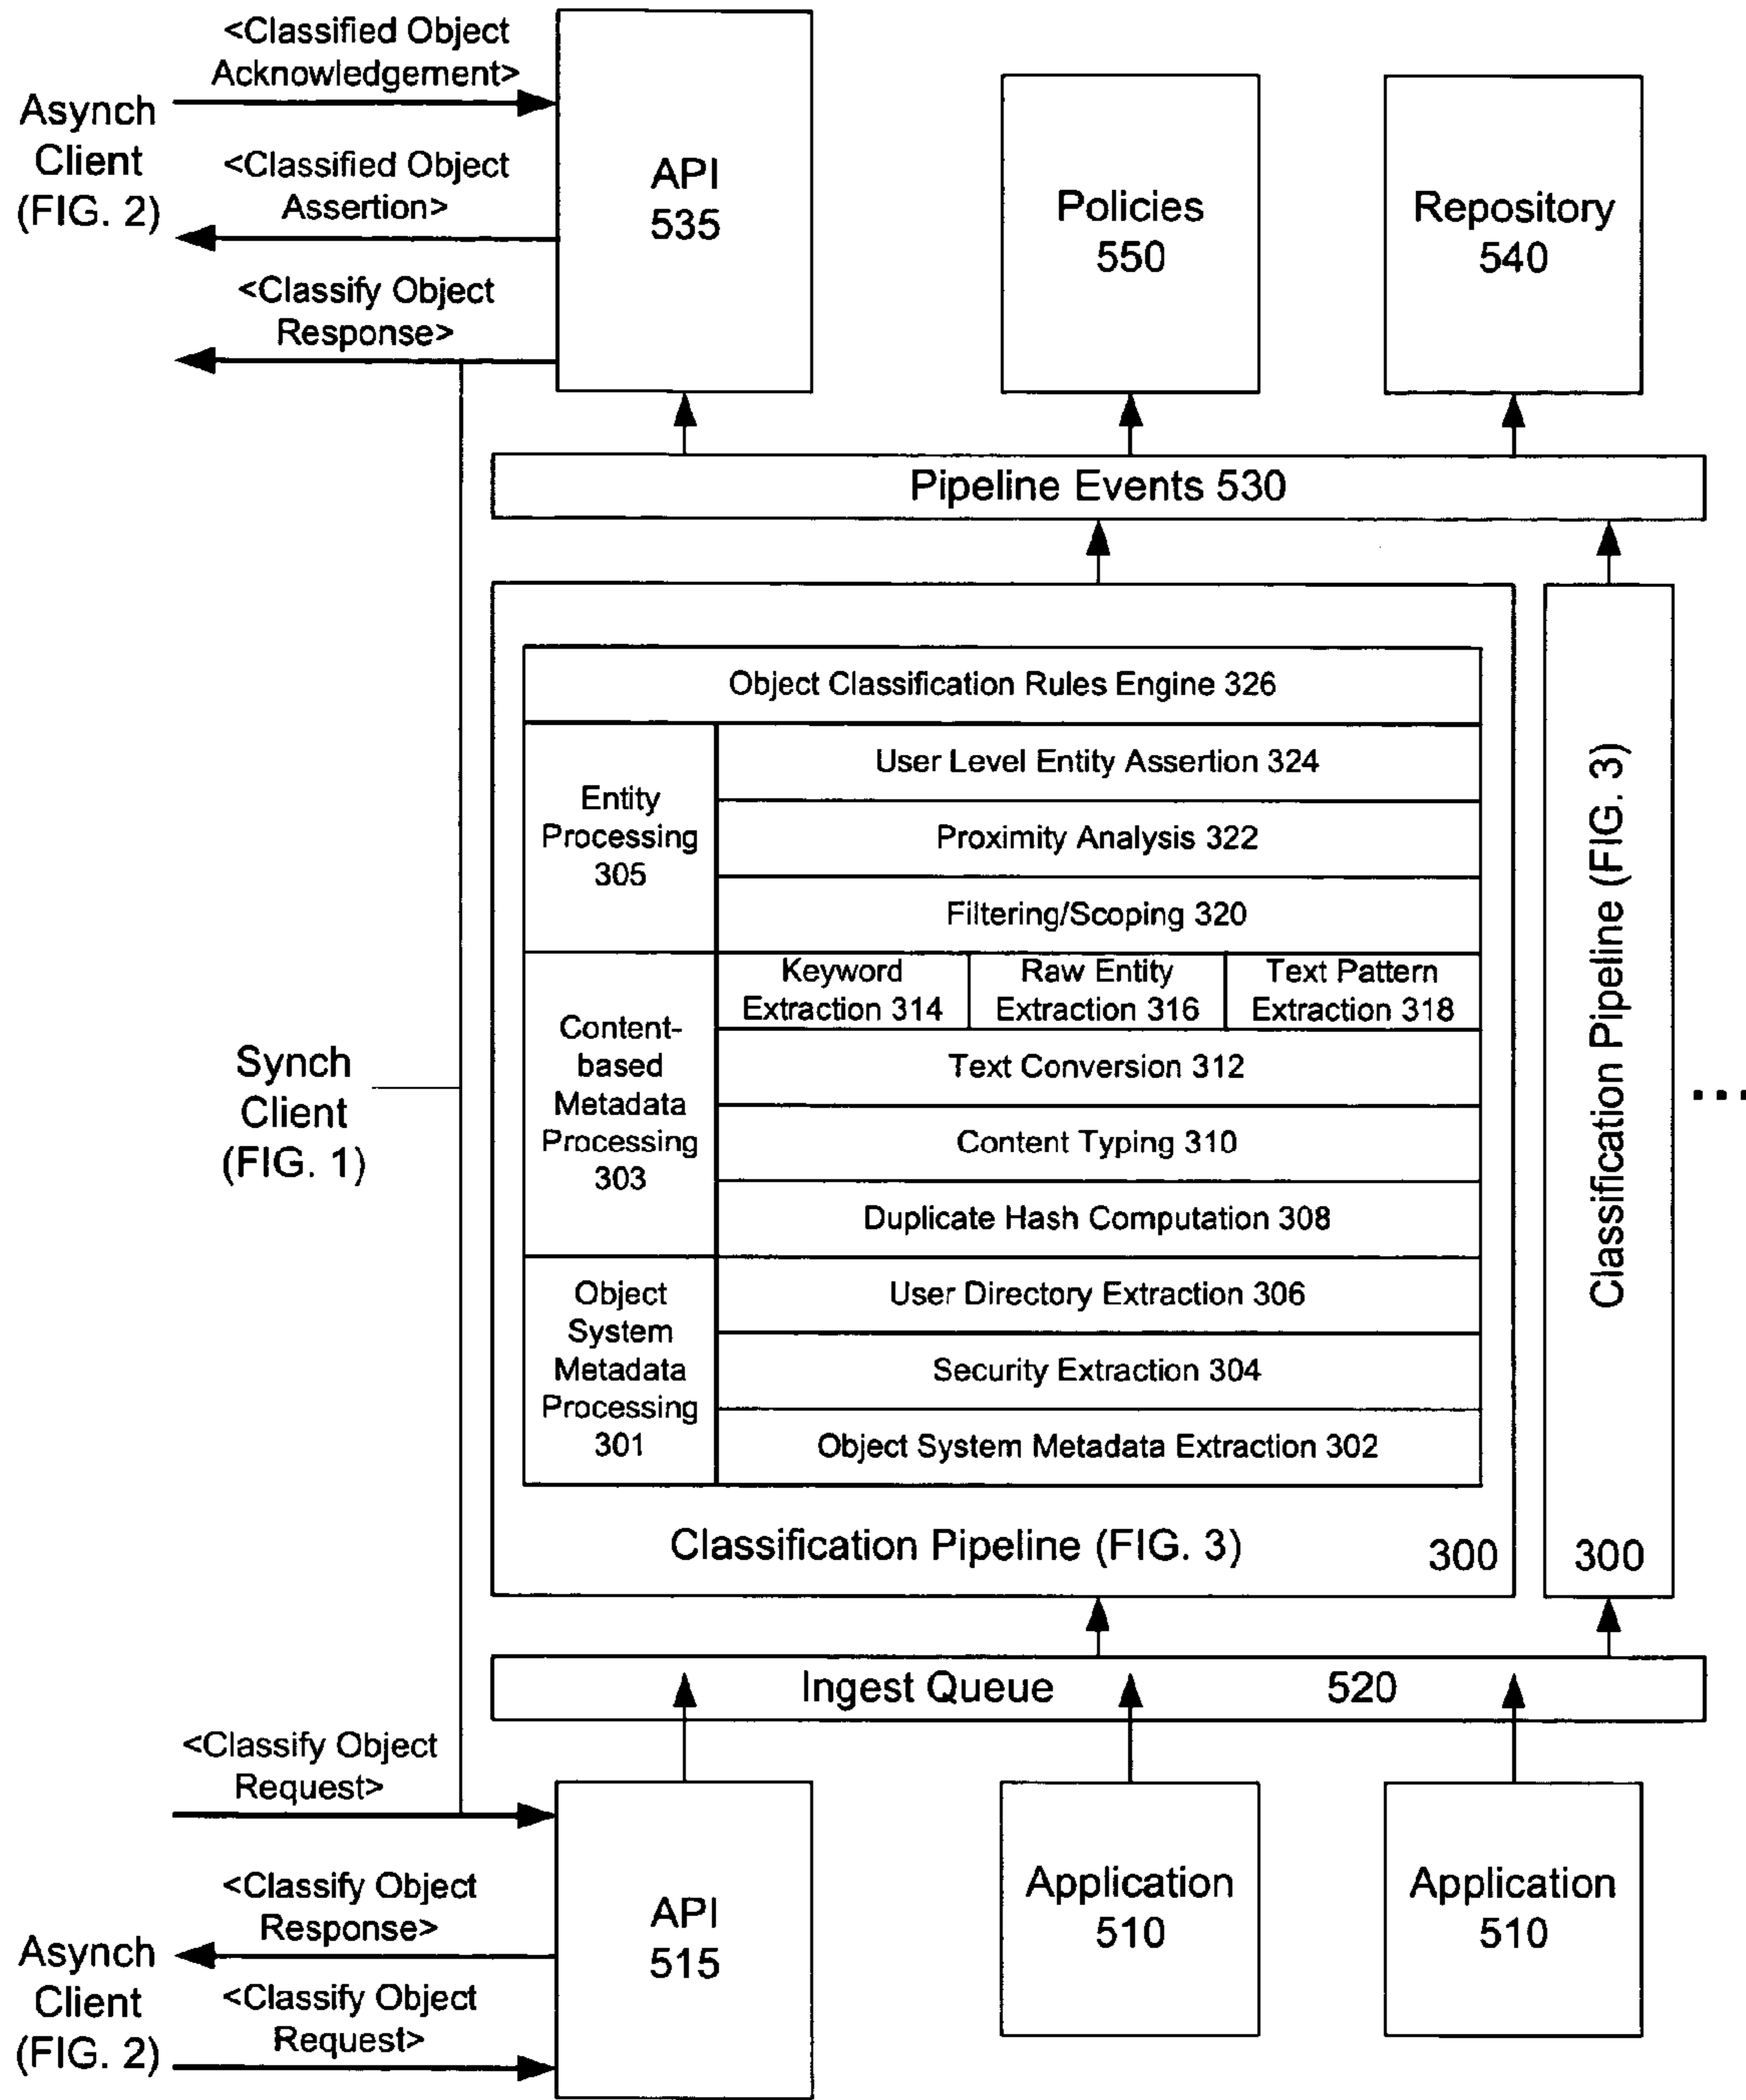 <Classified Object
Acknowledgement>
Asynch
Client
(FIG. 2)
<Classified Object
Assertion>
<Classify Object
Response>
API
535
Policies
550
Repository
540
Pipeline Events 530
Object Classification Rules Engine 326
Entity
Processing
305
User Level Entity Assertion 324
Proximity Analysis 322
Filtering/Scoping 320
Content-
based
Metadata
Processing
303
Keyword
Extraction 314
Raw Entity
Extraction 316
Text Pattern
Extraction 318
Text Conversion 312
Content Typing 310
Duplicate Hash Computation 308
Object
System
Metadata
Processing
301
User Directory Extraction 306
Security Extraction 304
Object System Metadata Extraction 302
Classification Pipeline (FIG. 3)
300
Classification Pipeline (FIG. 3)
300
...
Synch
Client
(FIG. 1)
Ingest Queue 520
<Classify Object
Request>
Asynch
Client
(FIG. 2)
<Classify Object
Response>
<Classify Object
Request>
API
515
Application
510
Application
510